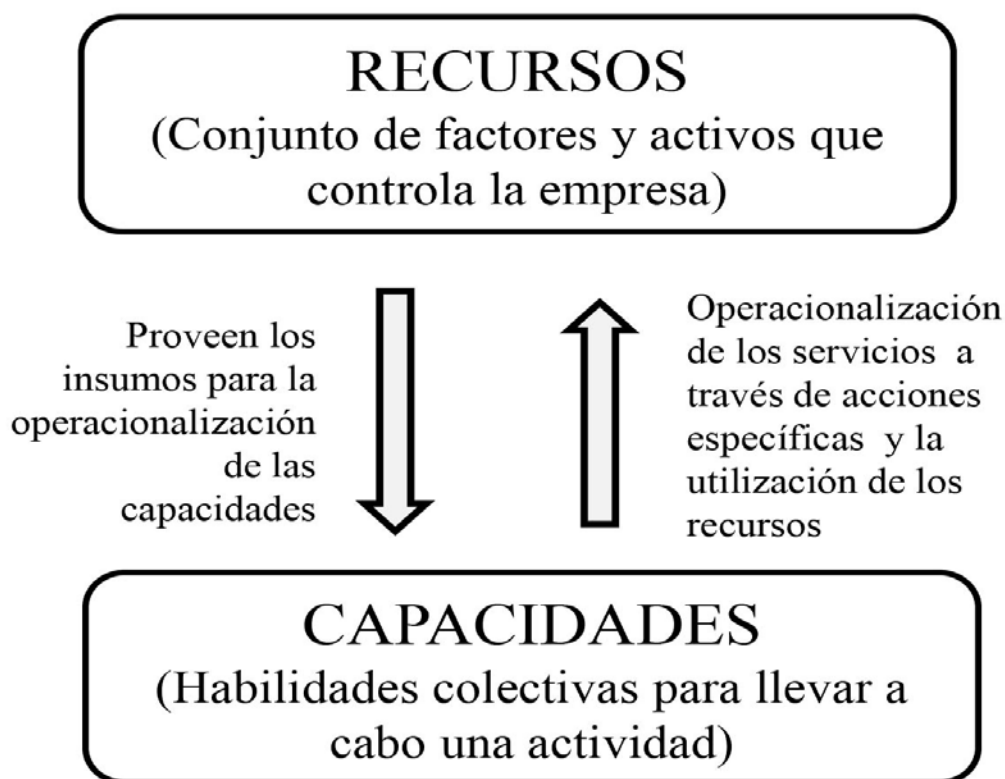 RECURSOS
(Conjunto de factores y activos que
controla la empresa)
Proveen los
insumos para la
operacionalización
de las
capacidades
Operacionalización
de los servicios a
través de acciones
específicas y la
utilización de los
recursos
CAPACIDADES
(Habilidades colectivas para llevar a
cabo una actividad)